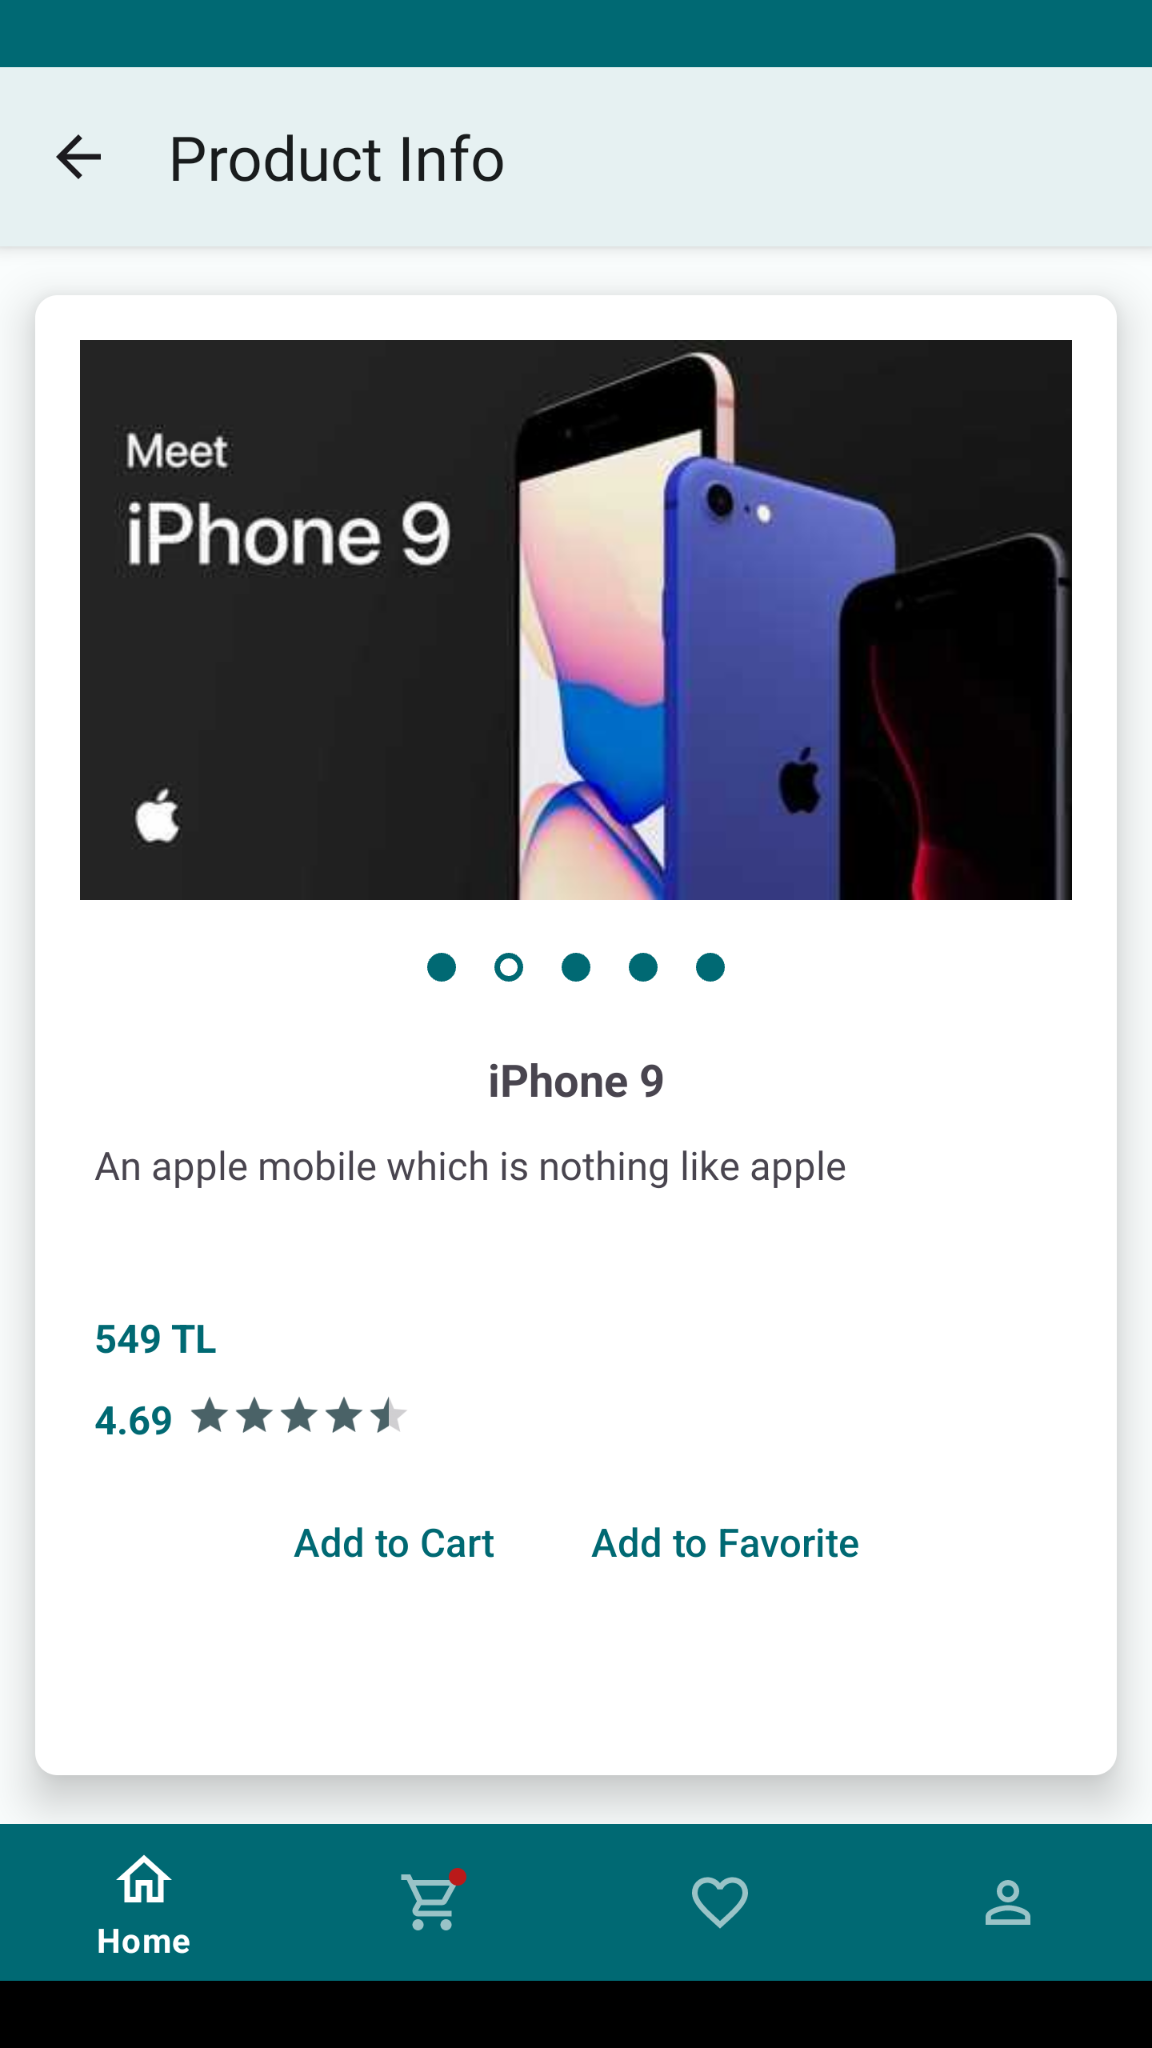 Product Info
Meet
iPhone 9
iPhone 9
An apple mobile which is nothing like apple
549 TL
4.69
Add to Cart
Add to Favorite
Home